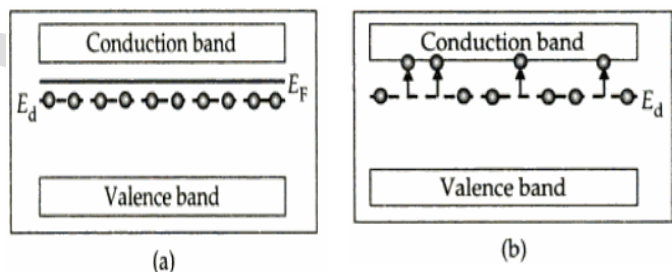 Conduction band
E_F
E_d
Valence band
(a)
Conduction band
E_d
Valence band
(b)